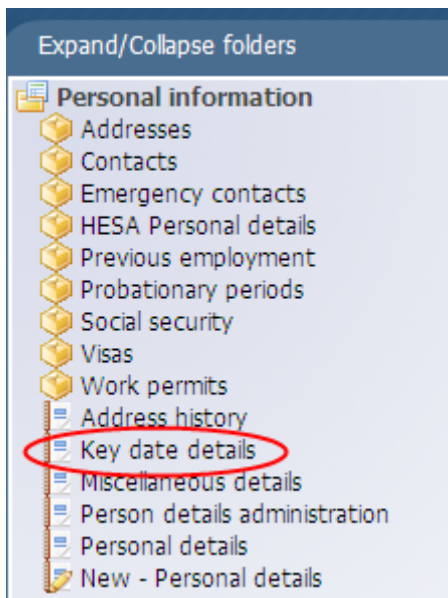 Expand/Collapse folders
Personal information
Addresses
Contacts
Emergency contacts
HESA Personal details
Previous employment
Probationary periods
Social security
Visas
Work permits
Address history
Key date details
Miscellaneous details
Person details administration
Personal details
New - Personal details